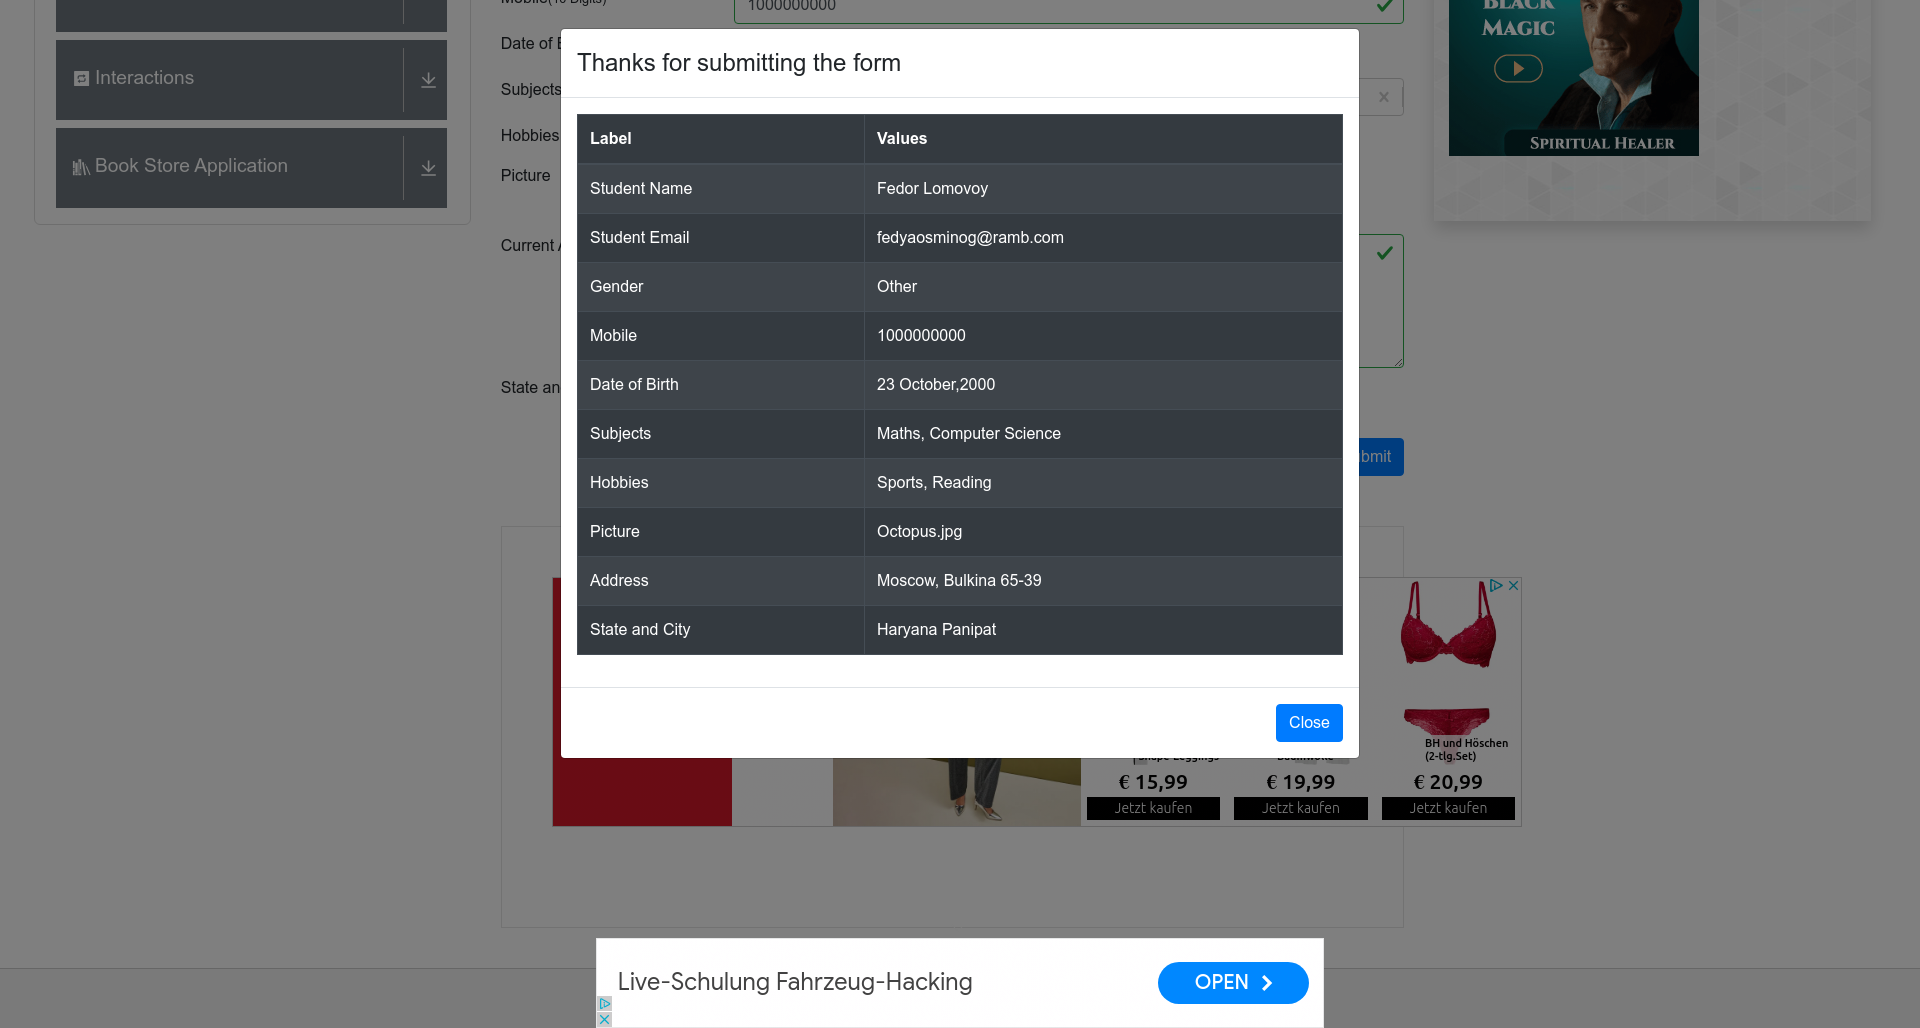 1000000000
Interactions
Book Store Application
Date of B
Subjects
Hobbies
Picture
Current
State an
bmit
Thanks for submitting the form
Label Values
Student Name Fedor Lomovoy
Student Email fedyaosminog@ramb.com
Gender Other
Mobile 1000000000
Date of Birth 23 October,2000
Subjects Maths, Computer Science
Hobbies Sports, Reading
Picture Octopus.jpg
Address Moscow, Bulkina 65-39
State and City Haryana Panipat
Close
BLACK
MAGIC
SPIRITUAL HEALER
BH und Höschen
(2-tlg.Set)
€ 15,99 € 19,99 € 20,99
Jetzt kaufen Jetzt kaufen Jetzt kaufen
Live-Schulung Fahrzeug-Hacking
OPEN